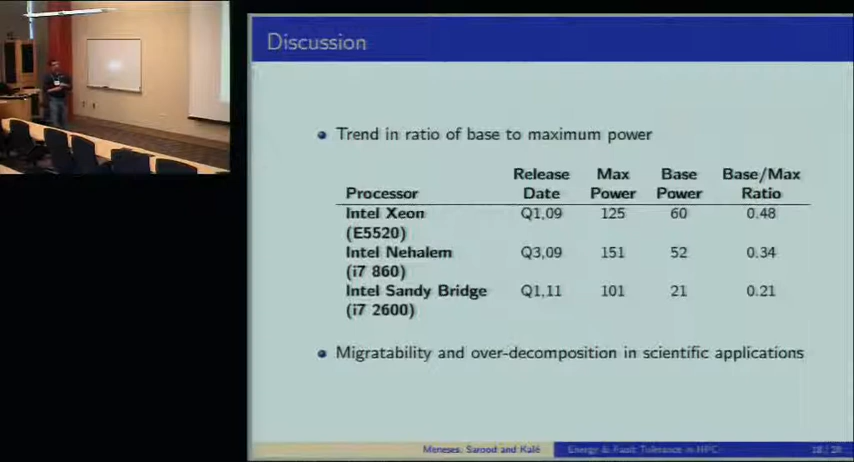 Discussion
Trend in ratio of base to maximum power
Release Max Base Base/Max
Processor Date Power Power Ratio
Intel Xeon Q1,09 125 60 0.48
(E5520)
Intel Nehalem Q3,09 151 52 0.34
(i7 860)
Intel Sandy Bridge Q1,11 101 21 0.21
(i7 2600)
Migratability and over-decomposition in scientific applications
Meneses, Sarood and Kalé Energy & Fault Tolerance in HPC